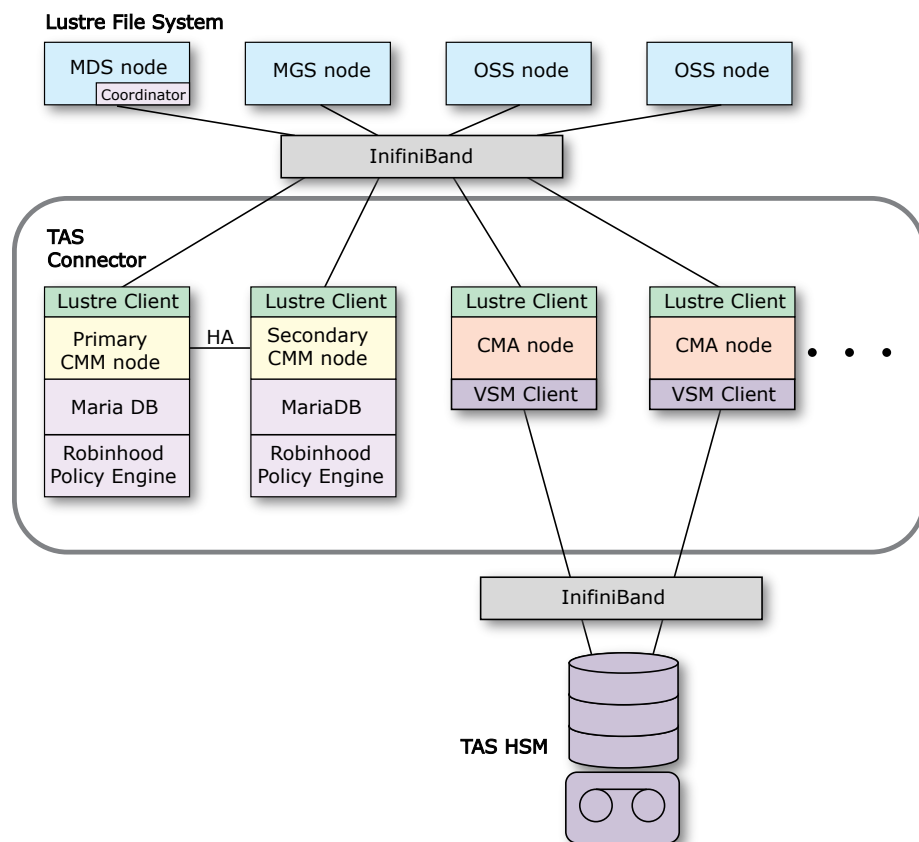 Lustre File System
MDS node
Coordinator
MGS node
OSS node
OSS node
InifiniBand
TAS
Connector
Lustre Client
Primary
CMM node
Maria DB
Robinhood
Policy Engine
HA
Lustre Client
Secondary
CMM node
MariaDB
Robinhood
Policy Engine
Lustre Client
CMA node
VSM Client
Lustre Client
CMA node
VSM Client
InifiniBand
TAS HSM